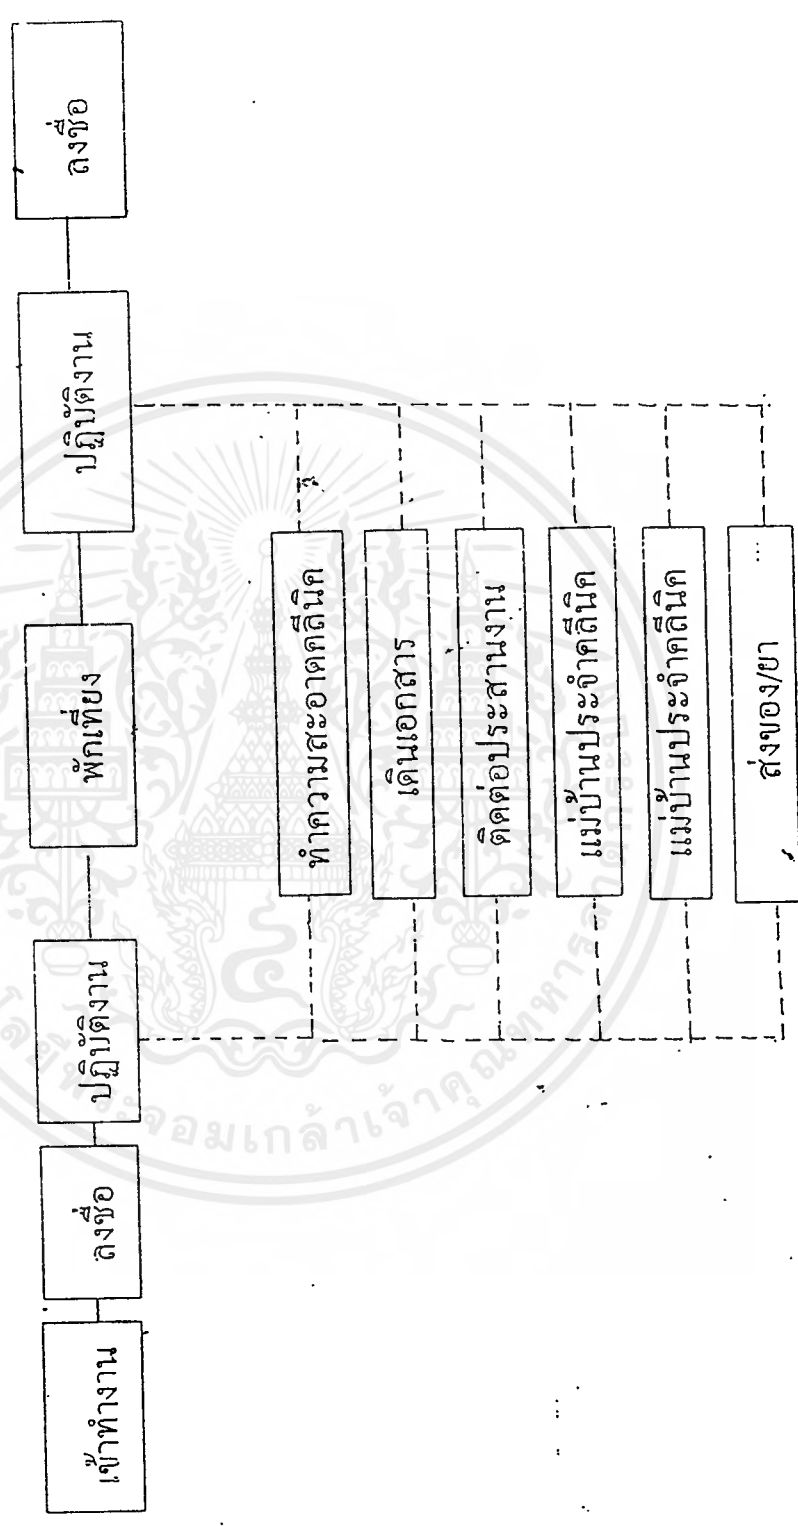 เข้าทำงาน
ลงชื่อ
ปฏิบัติงาน
พักเที่ยง
ปฏิบัติงาน
ลงชื่อ
ทำความสะอาดคลีนิค
เดินเอกสาร
ติดต่อประสานงาน
แม่บ้านประจำคลีนิค
แม่บ้านประจำคลีนิค
ส่งของ/ยา